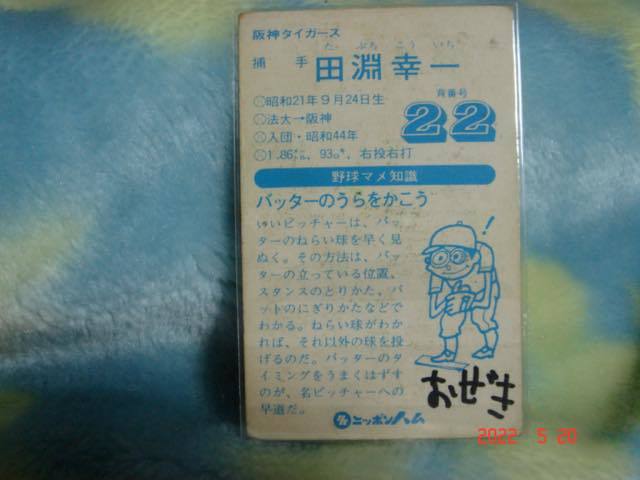 阪神タイガース
た ぶち こう いち
捕手 田淵幸一
背番号
22
○昭和21年9月24日生
○法大→阪神
○入団・昭和44年
○1.86㍍、93㌔、右投右打
野球マメ知識
バッターのうらをかこう
いいピッチャーは、バッ
ターのねらい球を早く見
ぬく。その方法は、バッ
ターの立っている位置、
スタンスのとりかた、バ
ットのにぎりかたなどで
わかる。ねらい球がわか
れば、それ以外の球を投
げるのだ。バッターのタ
イミングをうまくはずす
のが、名ピッチャーへの
早道だ。
!
おぜき
ニッポンハム
2022 5 20